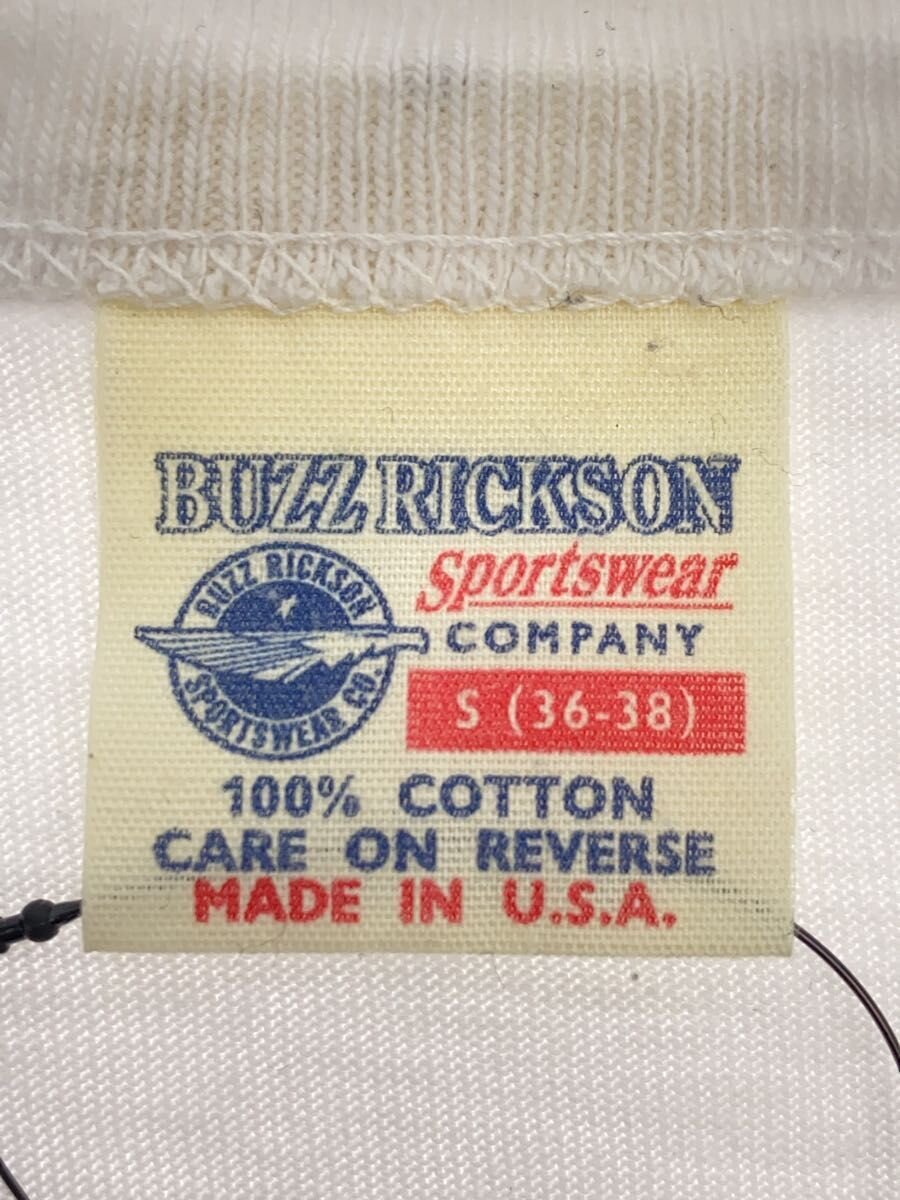 BUZZ RICKSON
Sportswear
COMPANY
BUZZ RICKSON
SPORTSWEAR CO.
S (36-38)
100% COTTON
CARE ON REVERSE
MADE IN U.S.A.